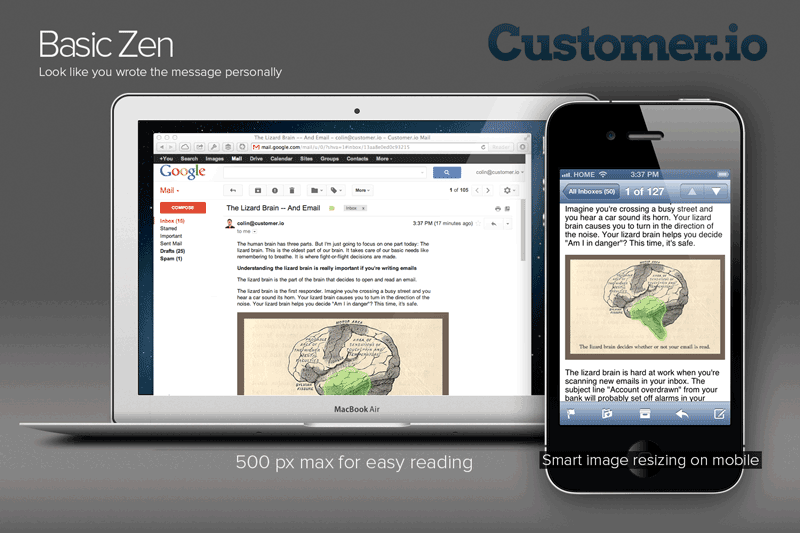 Basic Zen
Look like you wrote the message personally
Customer.io
The Lizard Brain -- And Email – colin@customer.io – Customer.io Mail
mail.google.com/mail/u/0/?shva=1#inbox/
Reader
+You Search Images Mail Drive Calendar Sites Groups Contacts More
Google
colin@customer.io
Mail
More
1 of 105
COMPOSE
Inbox (13)
Starred
Important
Sent Mail
Drafts (25)
Spam (1)
The Lizard Brain -- And Email
Inbox x
colin@customer.io
3:37 PM (17 minutes ago)
to me
The human brain has three parts. But I'm just going to focus on one part today: The
lizard brain. This is the oldest part of our brain. It takes care of our basic needs like
remembering to breathe. It is where fight-or-flight decisions are made.
Understanding the lizard brain is really important if you're writing emails
The lizard brain is the part of the brain that decides to open and read an email.
The lizard brain is the first responder. Imagine you're crossing a busy street and you
hear a car sound its horn. Your lizard brain causes you to turn in the direction of the
noise. Your lizard brain helps you decide "Am I in danger"? This time, it's safe.
MOTOR AREA
MacBook Air
500 px max for easy reading
HOME 3:37 PM
All Inboxes (50)
1 of 127
Imagine you're crossing a busy street and
you hear a car sound its horn. Your lizard
brain causes you to turn in the direction of
the noise. Your lizard brain helps you decide
"Am I in danger"? This time, it's safe.
The lizard brain decides whether or not your email is read.
The lizard brain is hard at work when you're
scanning new emails in your inbox. The
subject line "Account overdrawn" from your
bank will probably set off alarms in your
Smart image resizing on mobile